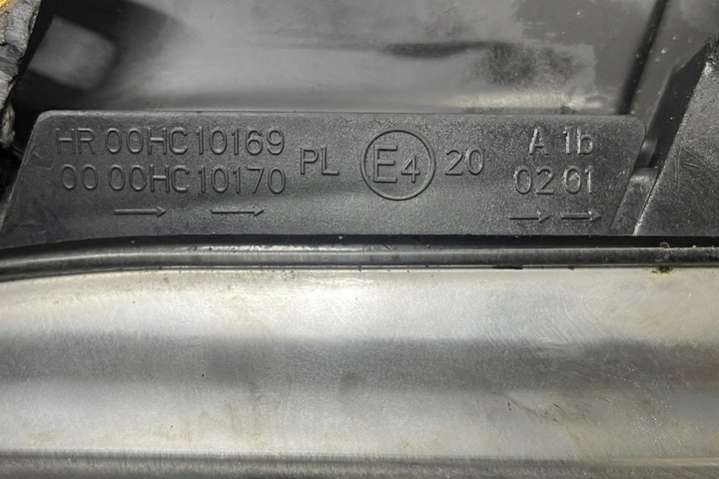 HR 00HC10169
00 00HC10170
→ →
PL E4 20
A 1b
02 01
→ →